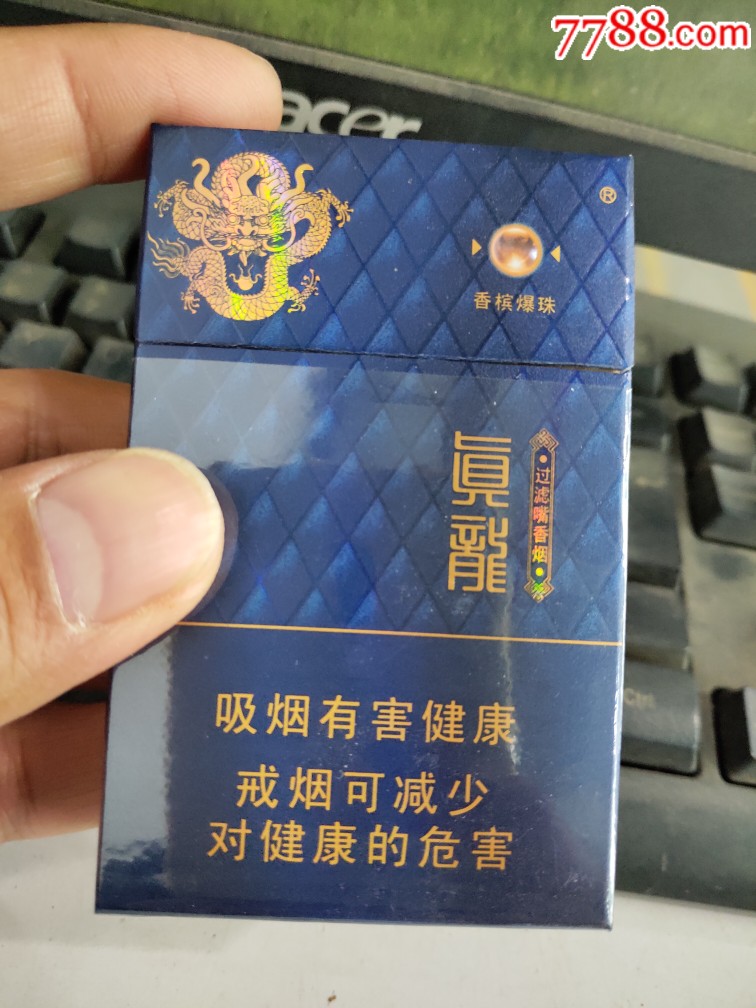 7788.com
acer
®
香槟爆珠
真龍
过滤嘴香烟
Ctrl
吸烟有害健康
戒烟可减少
对健康的危害